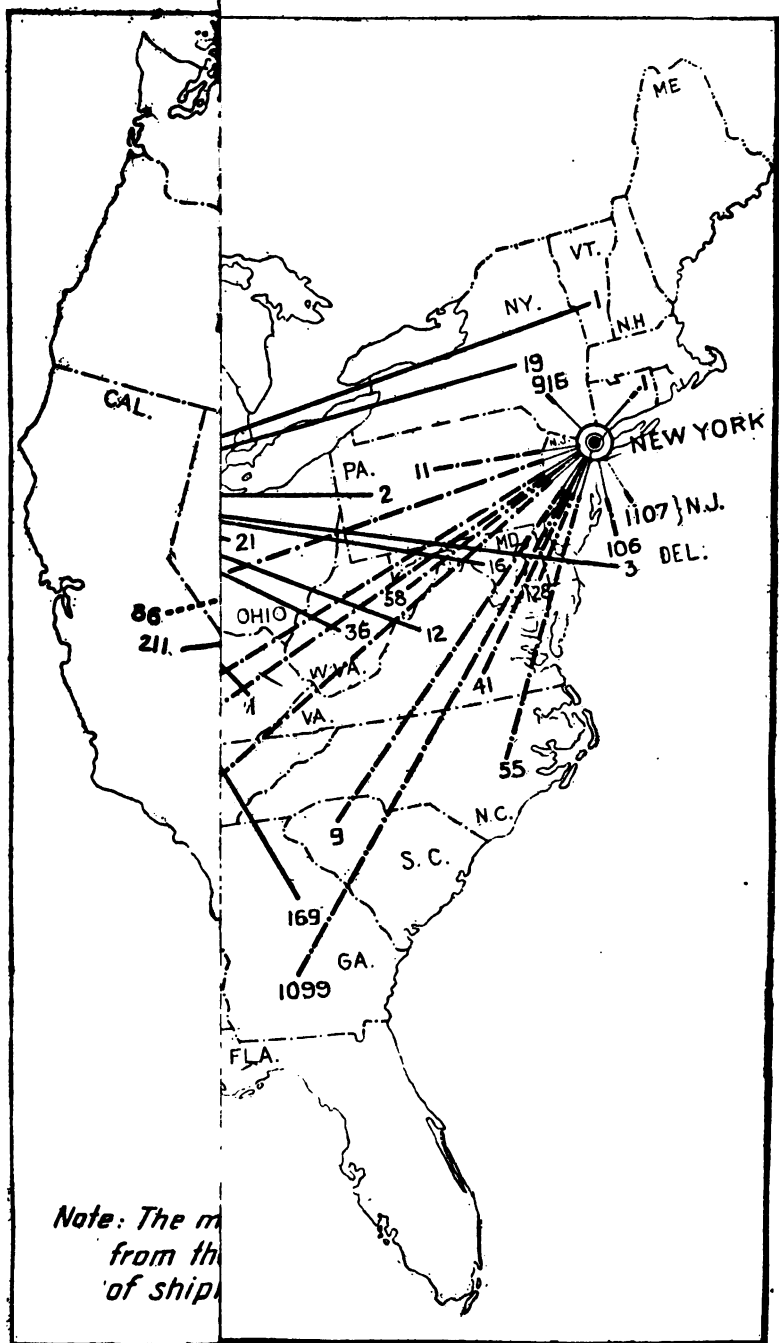 ME
VT.
NY.
1
N.H
19
916
1
CAL.
NEW YORK
N.J.
PA.
11
2
1107} N.J.
MD.
106
21
16
3 DEL.
58
128
86
OHIO
36
12
211.
W.VA.
1
41
VA.
55
N.C.
9
S. C.
169
GA.
1099
FLA.
Note: The m
from th
of ship